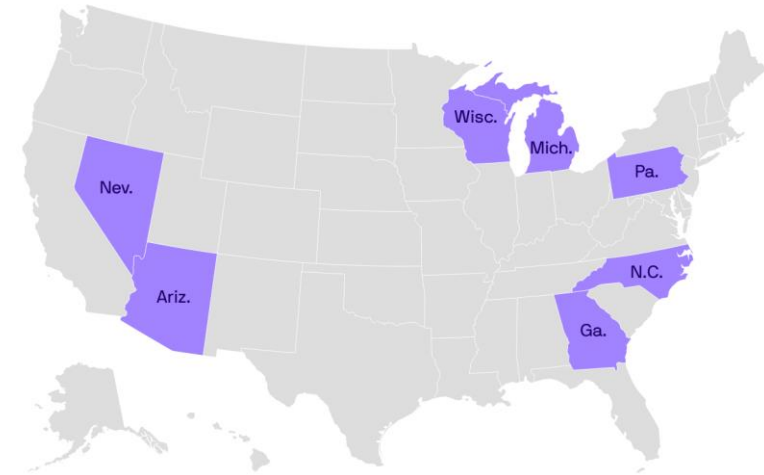 Wisc.
Mich.
Pa.
Nev.
N.C.
Ariz.
Ga.